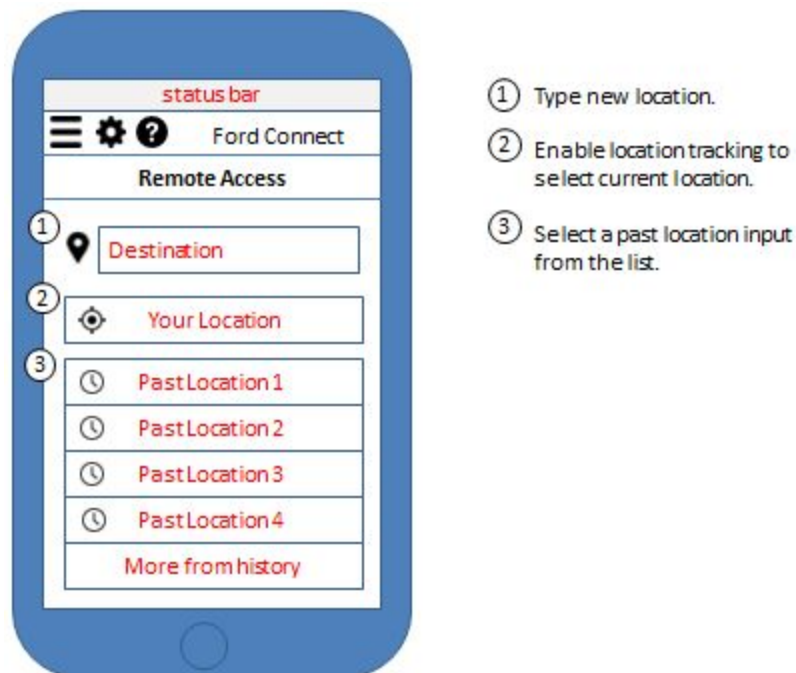 status bar
? Ford Connect
Remote Access
1
Destination
2
Your Location
3
Past Location 1
Past Location 2
Past Location 3
Past Location 4
More from history
1 Type new location.
2 Enable location tracking to
select current location.
3 Select a past location input
from the list.